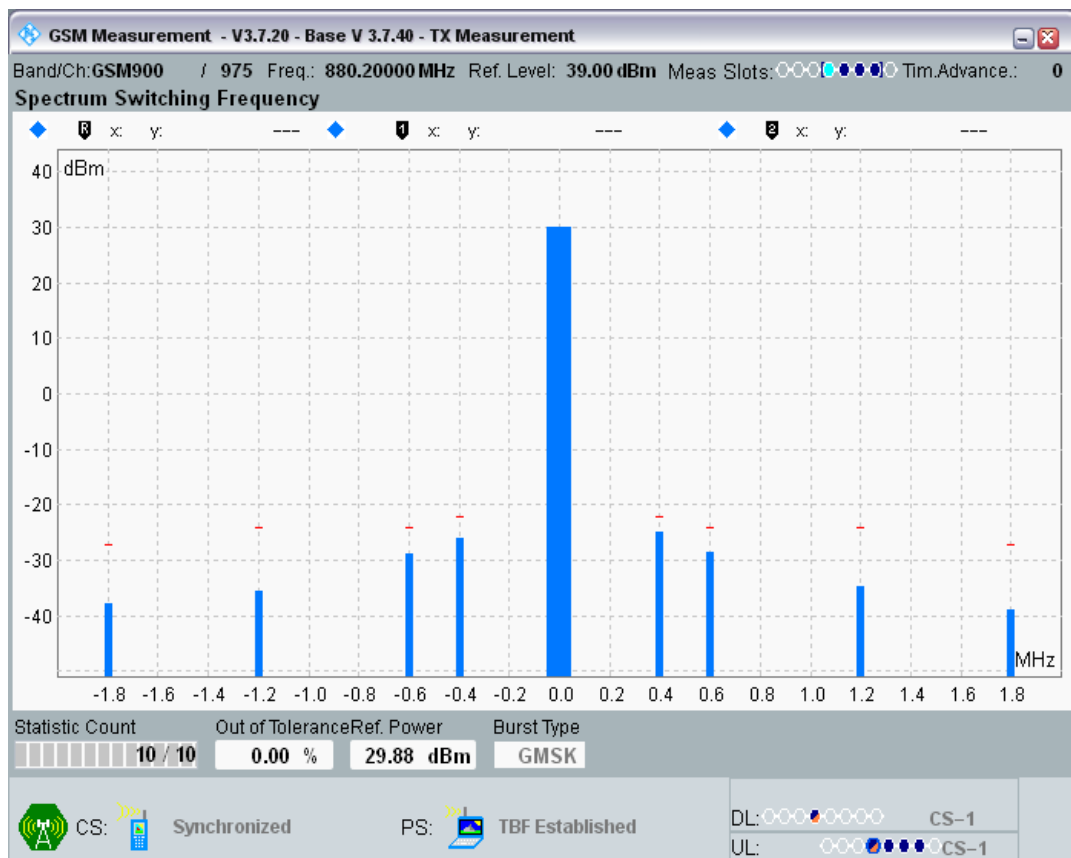 GSM Measurement - V3.7.20 - Base V 3.7.40 - TX Measurement
Band/Ch:GSM900 / 975 Freq.: 880.20000 MHz Ref. Level: 39.00 dBm Meas Slots: Tim.Advance.: 0
Spectrum Switching Frequency
R x: y: --- 1 x: y: --- 2 x: y: ---
dBm
40
30
20
10
0
-10
-20
-30
-40
MHz
-1.8 -1.6 -1.4 -1.2 -1.0 -0.8 -0.6 -0.4 -0.2 0.0 0.2 0.4 0.6 0.8 1.0 1.2 1.4 1.6 1.8
Statistic Count Out of Tolerance Ref. Power Burst Type
10 / 10 0.00 % 29.88 dBm GMSK
CS: Synchronized PS: TBF Established DL: CS-1
UL: CS-1